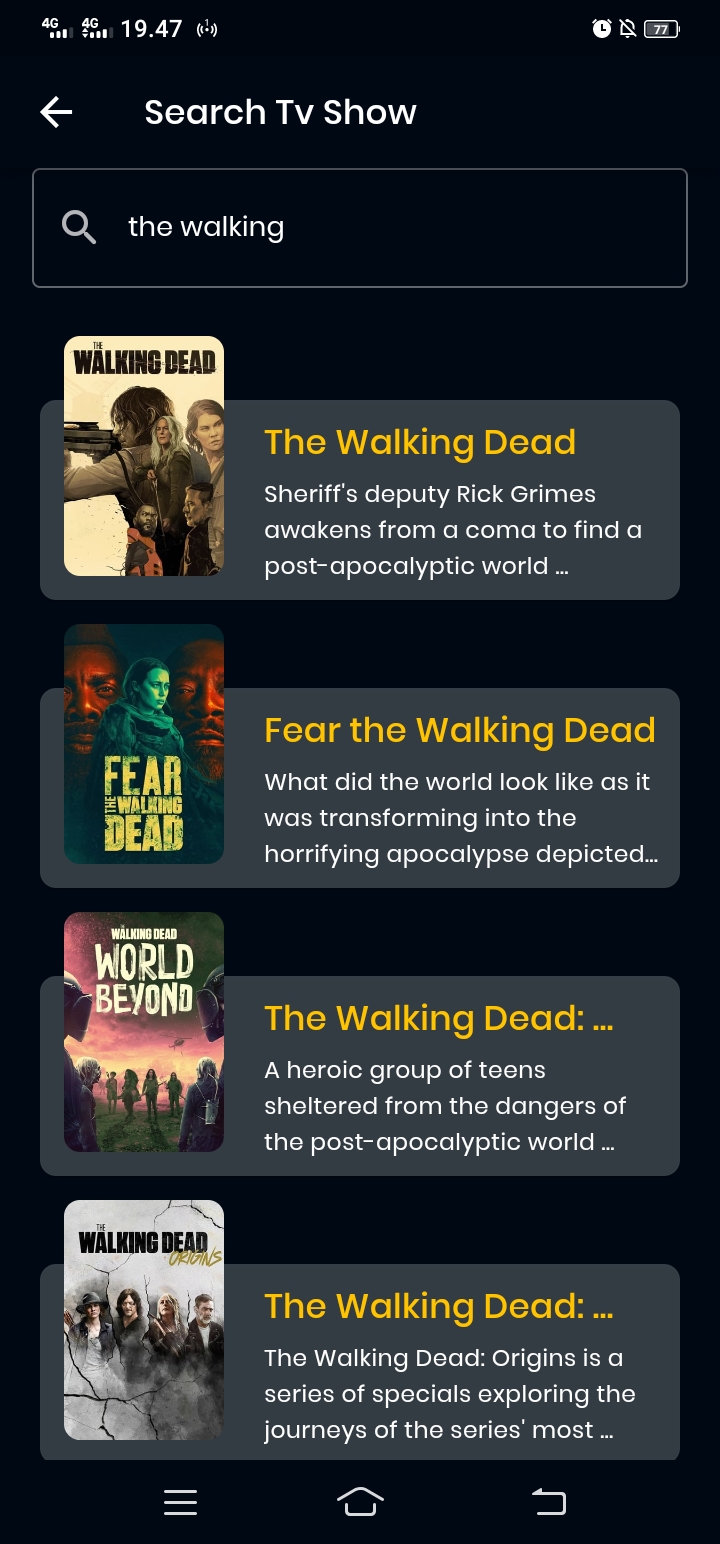 4G 4G 19.47 77
Search Tv Show
the walking
THE
WALKING DEAD
The Walking Dead
Sheriff's deputy Rick Grimes
awakens from a coma to find a
post-apocalyptic world ...
FEAR
THE WALKING
DEAD
Fear the Walking Dead
What did the world look like as it
was transforming into the
horrifying apocalypse depicted...
THE WALKING DEAD
WORLD
BEYOND
The Walking Dead: ...
A heroic group of teens
sheltered from the dangers of
the post-apocalyptic world ...
THE
WALKING DEAD
ORIGINS
The Walking Dead: ...
The Walking Dead: Origins is a
series of specials exploring the
journeys of the series' most ...